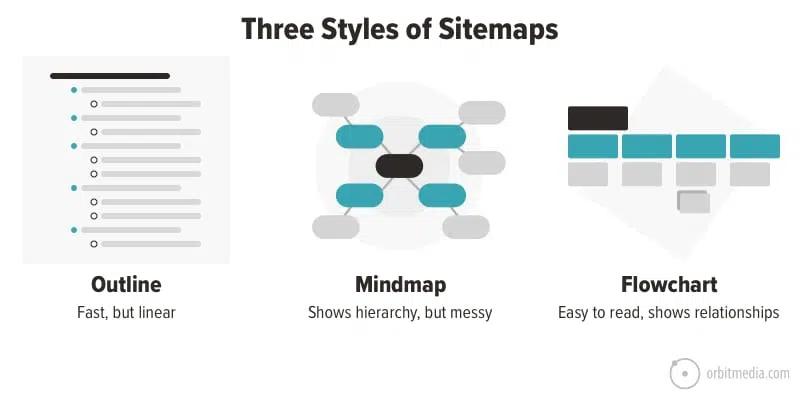 Three Styles of Sitemaps
Outline
Fast, but linear
Mindmap
Shows hierarchy, but messy
Flowchart
Easy to read, shows relationships
orbitmedia.com